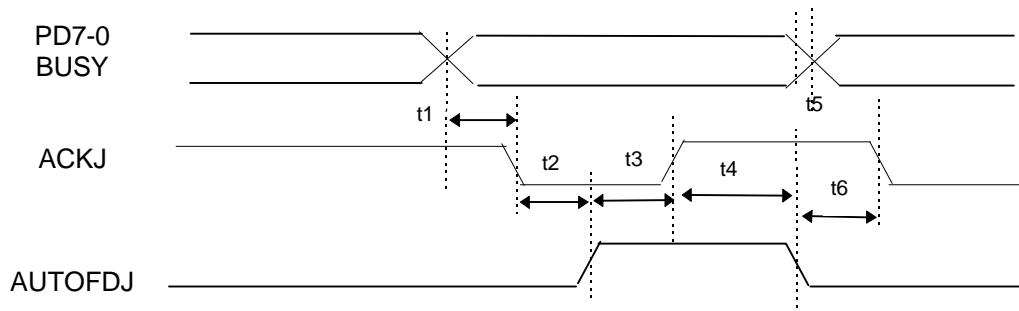 PD7-0
BUSY
t5
t1
ACKJ
t2
t3
t4
t6
AUTOFDJ